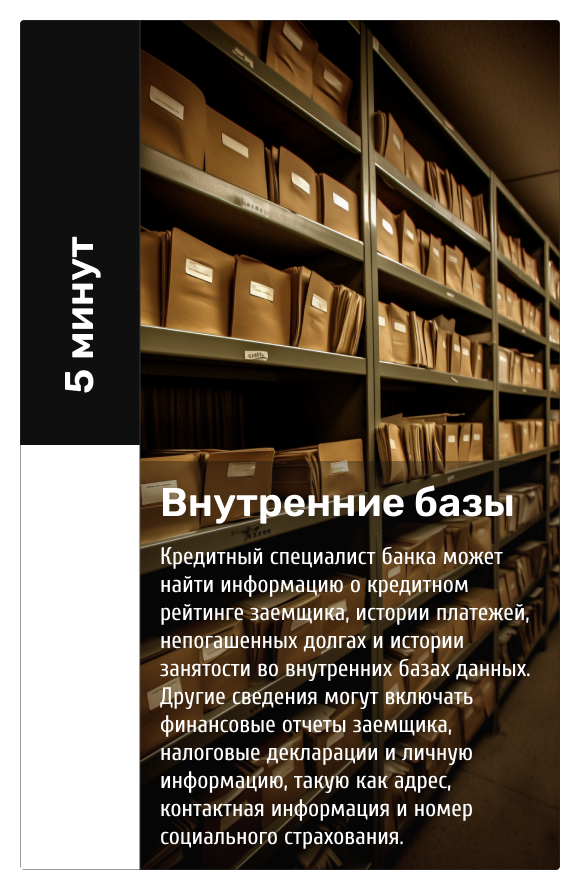 5 минут
Внутренние базы
Кредитный специалист банка может
найти информацию о кредитном
рейтинге заемщика, истории платежей,
непогашенных долгах и истории
занятости во внутренних базах данных.
Другие сведения могут включать
финансовые отчеты заемщика,
налоговые декларации и личную
информацию, такую как адрес,
контактная информация и номер
социального страхования.